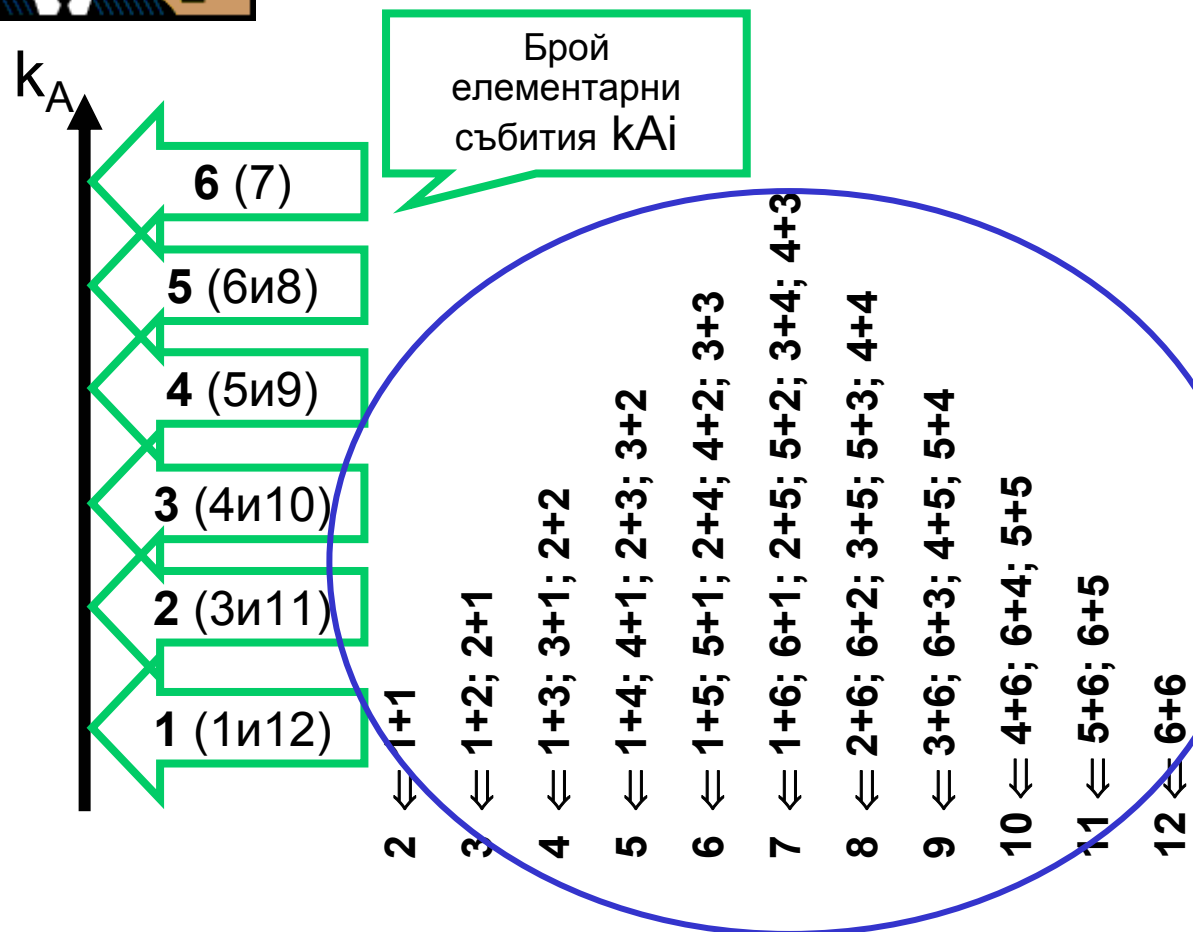 Брой
елементарни
събития kAi
kA
6 (7)
5 (6и8)
4 (5и9)
3 (4и10)
2 (3и11)
1 (1и12)
2 ⇐ 1+1
3 ⇐ 1+2; 2+1
4 ⇐ 1+3; 3+1; 2+2
5 ⇐ 1+4; 4+1; 2+3; 3+2
6 ⇐ 1+5; 5+1; 2+4; 4+2; 3+3
7 ⇐ 1+6; 6+1; 2+5; 5+2; 3+4; 4+3
8 ⇐ 2+6; 6+2; 3+5; 5+3; 4+4
9 ⇐ 3+6; 6+3; 4+5; 5+4
10 ⇐ 4+6; 6+4; 5+5
11 ⇐ 5+6; 6+5
12 ⇐ 6+6